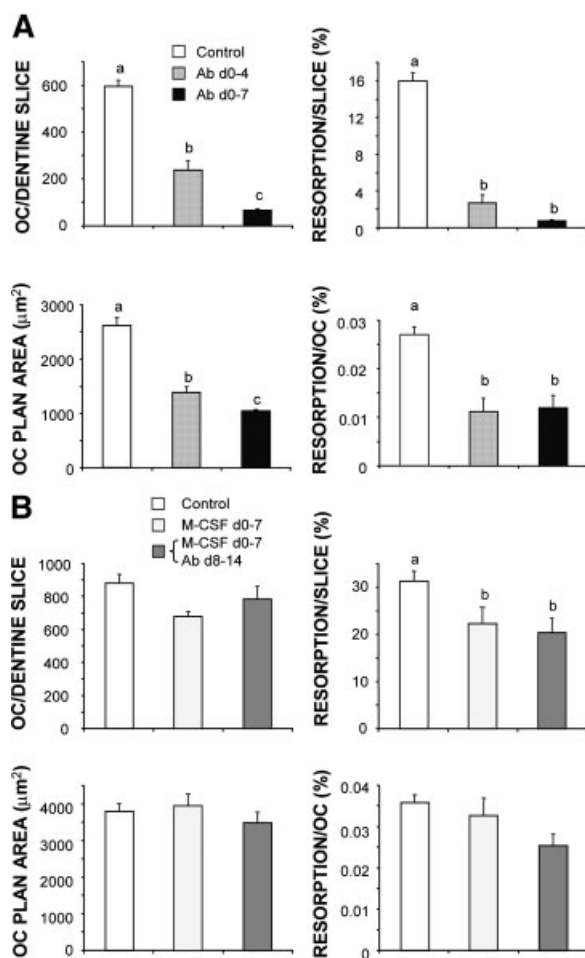 A
OC/DENTINE SLICE
600
400
200
0
a
b
c
Control
Ab d0-4
Ab d0-7
RESORPTION/SLICE (%)
16
12
8
4
0
a
b
b
OC PLAN AREA (μm²)
3000
2000
1000
0
a
b
c
RESORPTION/OC (%)
0.03
0.02
0.01
0
a
b
b
B
Control
M-CSF d0-7
M-CSF d0-7
Ab d8-14
OC/DENTINE SLICE
1000
800
600
400
200
0
RESORPTION/SLICE (%)
30
20
10
0
a
b
b
OC PLAN AREA (μm²)
4000
3000
2000
1000
0
RESORPTION/OC (%)
0.04
0.03
0.02
0.01
0